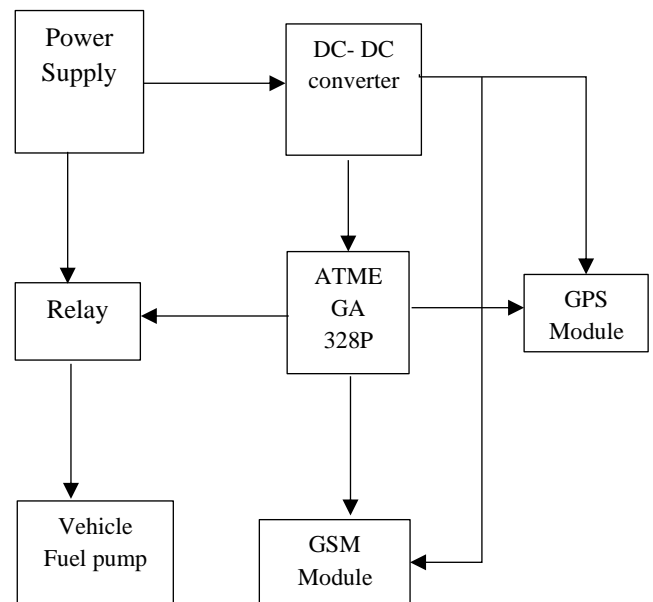 Power
Supply
DC- DC
converter
ATME
GA
328P
Relay
GPS
Module
Vehicle
Fuel pump
GSM
Module